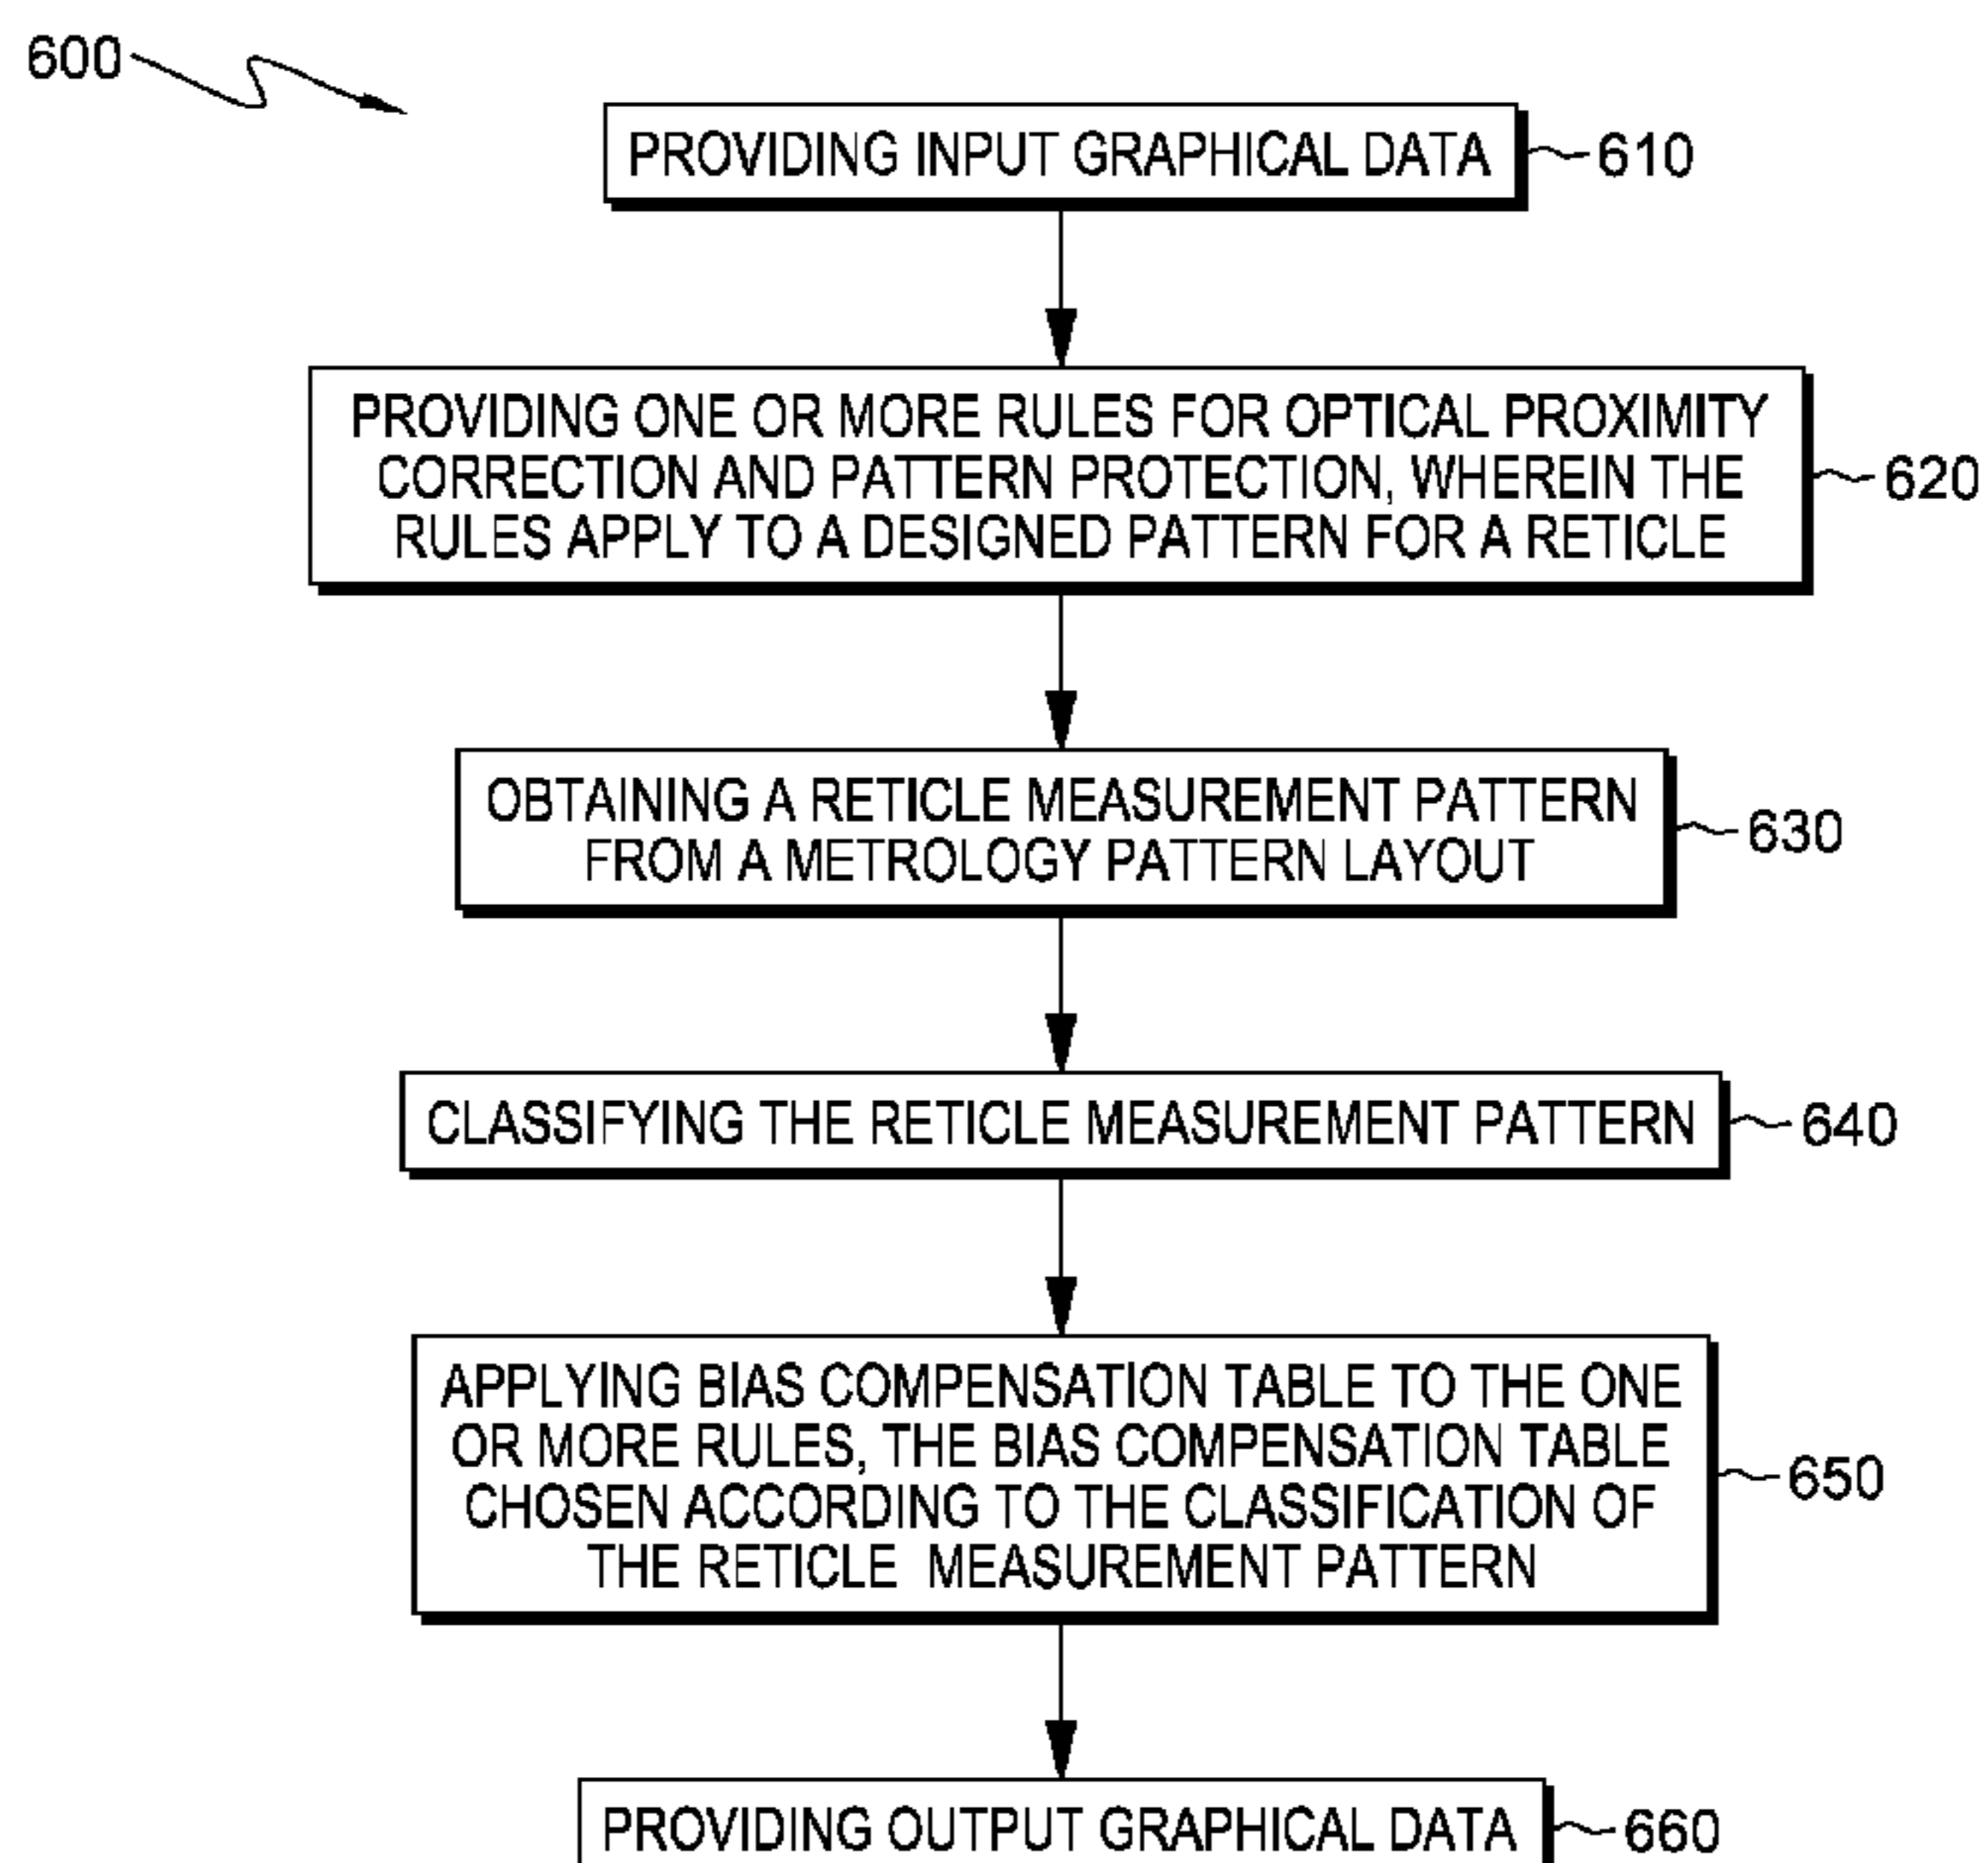 600
PROVIDING INPUT GRAPHICAL DATA
610
PROVIDING ONE OR MORE RULES FOR OPTICAL PROXIMITY
CORRECTION AND PATTERN PROTECTION, WHEREIN THE
RULES APPLY TO A DESIGNED PATTERN FOR A RETICLE
620
OBTAINING A RETICLE MEASUREMENT PATTERN
FROM A METROLOGY PATTERN LAYOUT
630
CLASSIFYING THE RETICLE MEASUREMENT PATTERN
640
APPLYING BIAS COMPENSATION TABLE TO THE ONE
OR MORE RULES, THE BIAS COMPENSATION TABLE
CHOSEN ACCORDING TO THE CLASSIFICATION OF
THE RETICLE MEASUREMENT PATTERN
650
PROVIDING OUTPUT GRAPHICAL DATA
660